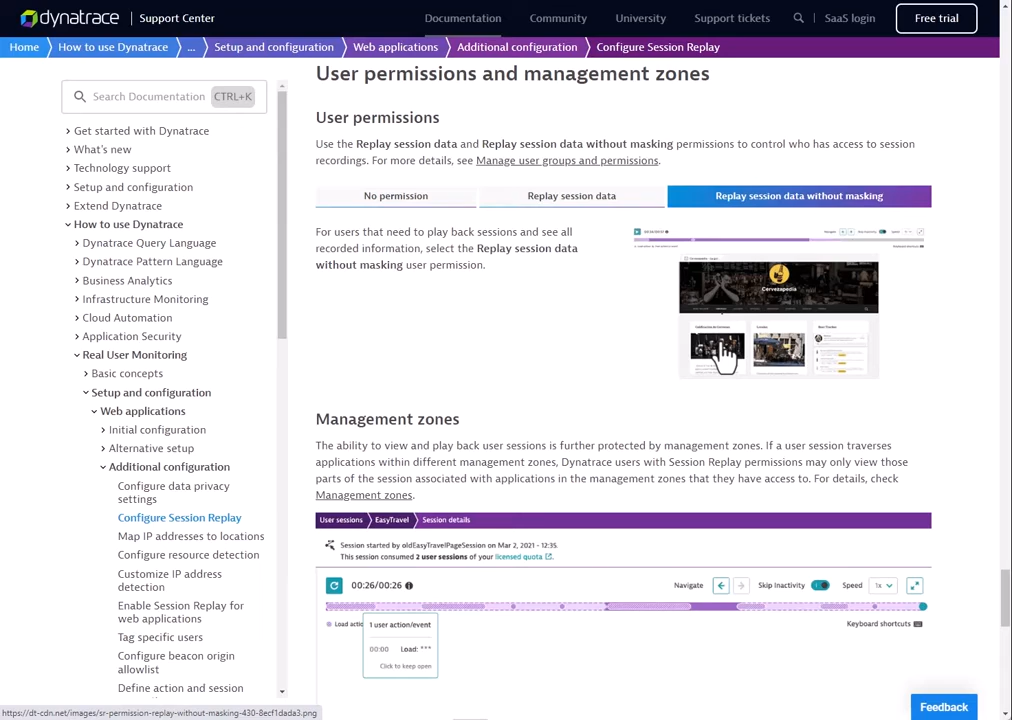 dynatrace | Support Center
Documentation Community University Support tickets SaaS login Free trial
Home How to use Dynatrace ... Setup and configuration Web applications Additional configuration Configure Session Replay
Search Documentation CTRL+K
Get started with Dynatrace
What's new
Technology support
Setup and configuration
Extend Dynatrace
How to use Dynatrace
Dynatrace Query Language
Dynatrace Pattern Language
Business Analytics
Infrastructure Monitoring
Cloud Automation
Application Security
Real User Monitoring
Basic concepts
Setup and configuration
Web applications
Initial configuration
Alternative setup
Additional configuration
Configure data privacy
settings
Configure Session Replay
Map IP addresses to locations
Configure resource detection
Customize IP address
detection
Enable Session Replay for
web applications
Tag specific users
Configure beacon origin
allowlist
Define action and session
User permissions and management zones
User permissions
Use the Replay session data and Replay session data without masking permissions to control who has access to session
recordings. For more details, see Manage user groups and permissions.
No permission Replay session data Replay session data without masking
For users that need to play back sessions and see all
recorded information, select the Replay session data
without masking user permission.
Cervezapedia
Management zones
The ability to view and play back user sessions is further protected by management zones. If a user session traverses
applications within different management zones, Dynatrace users with Session Replay permissions may only view those
parts of the session associated with applications in the management zones that they have access to. For details, check
Management zones.
User sessions EasyTravel Session details
Session started by oldEasyTravelPageSession on Mar 2, 2021 - 12:35.
This session consumed 2 user sessions of your licensed quota
00:26/00:26 Navigate Skip Inactivity Speed 1x
Load actio
Keyboard shortcuts
1 user action/event
00:00 Load: ***
Click to keep open
https://dt-cdn.net/images/sr-permission-replay-without-masking-430-8ecf1dada3.png
Feedback